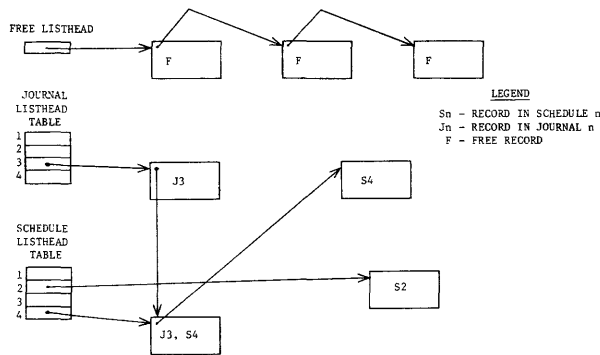 FREE LISTHEAD
F
F
F
LEGEND
Sn - RECORD IN SCHEDULE n
Jn - RECORD IN JOURNAL n
F - FREE RECORD
JOURNAL
LISTHEAD
TABLE
1
2
3
4
J3
S4
SCHEDULE
LISTHEAD
TABLE
1
2
3
4
S2
J3, S4